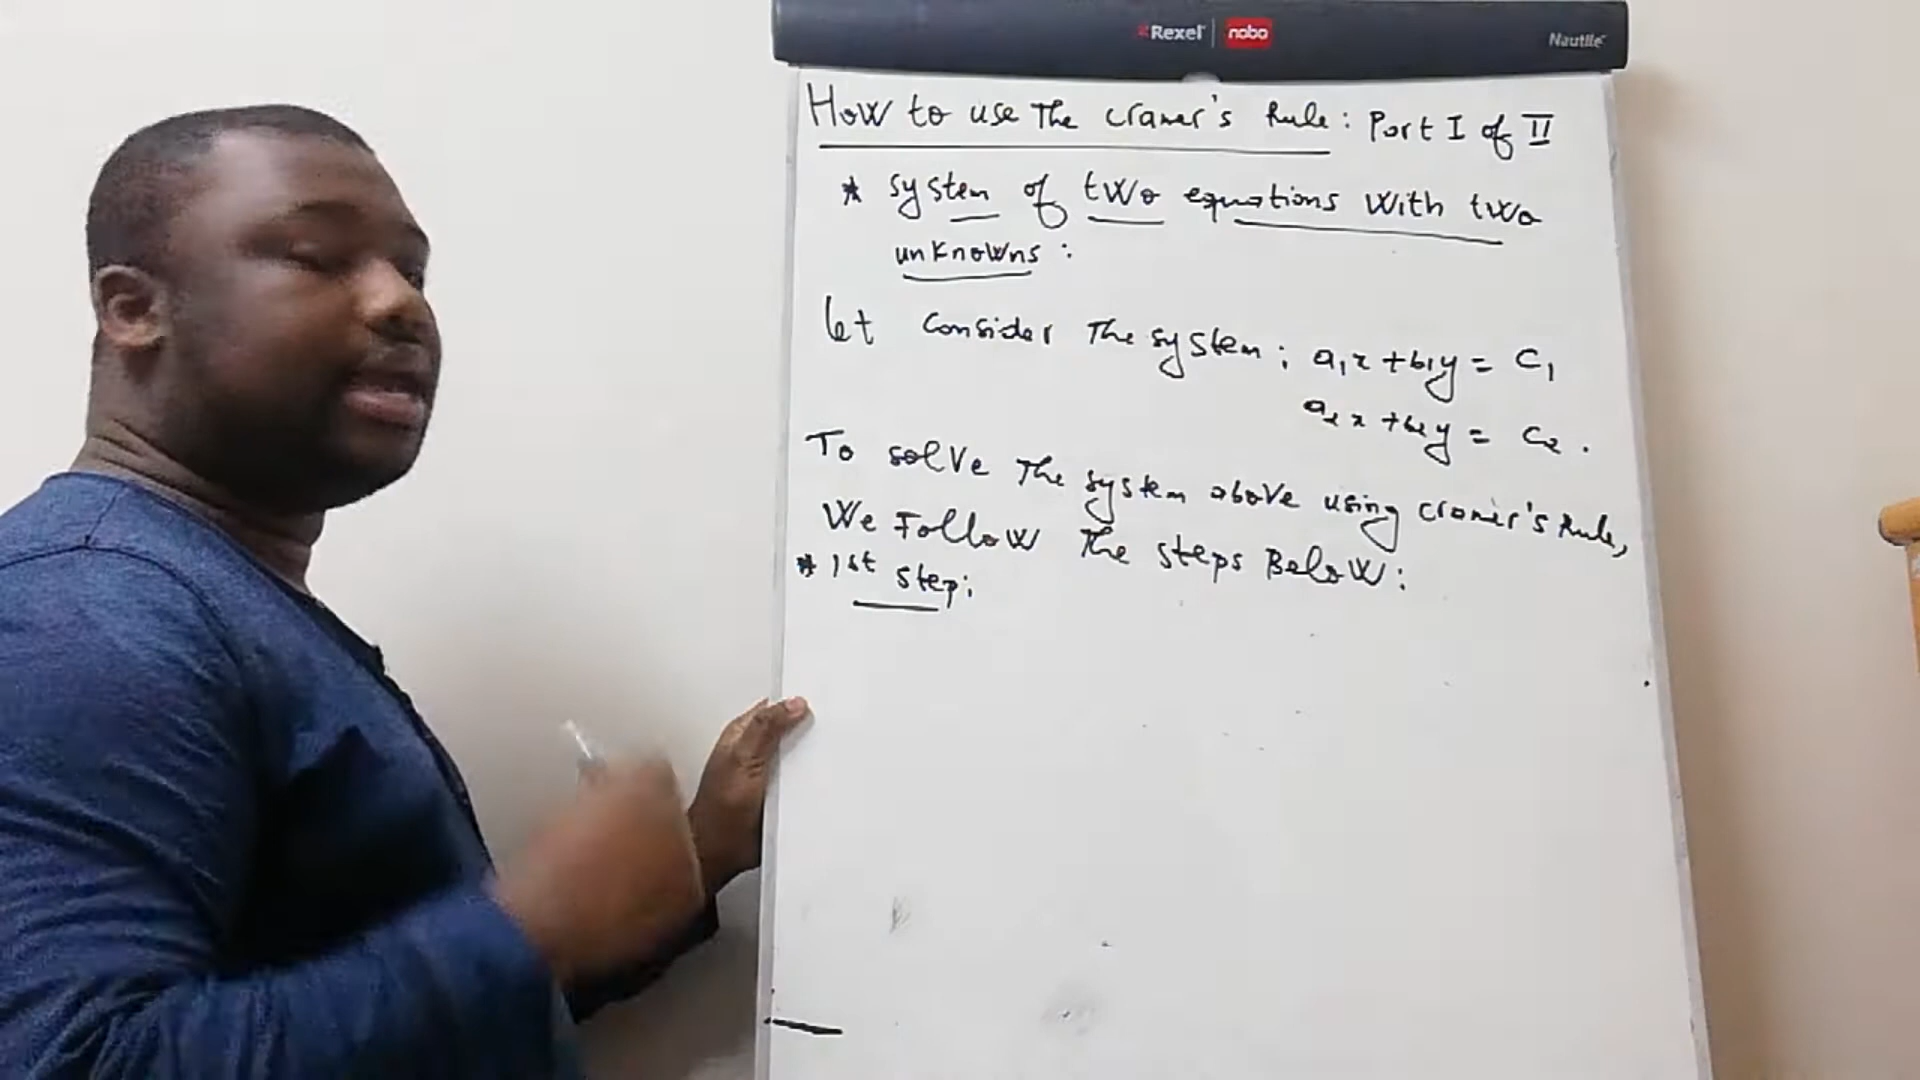 Rexel nobo
Nautile
How to use The cramer's Rule: Part I of II
* system of two equations with two
unknowns:
let consider The system: a₁x + b₁y = C₁
a₂x + b₂y = C₂.
To solve The system above using cramer's Rule,
We Follow The steps Below:
* 1st step: